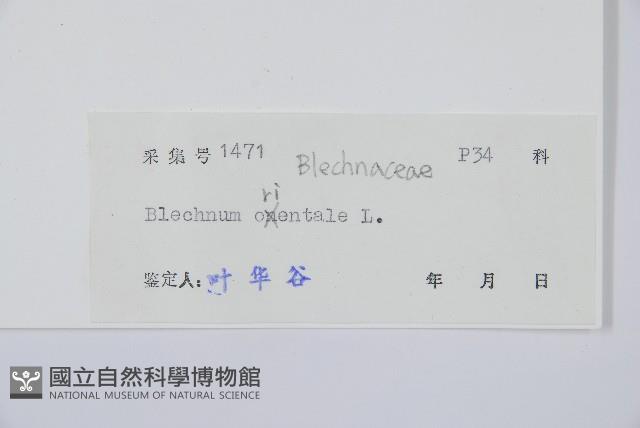 采集号 1471 Blechnaceae P34 科
ri
Blechnum onentale L.
鉴定人: 叶华谷 年 月 日
國立自然科學博物館
NATIONAL MUSEUM OF NATURAL SCIENCE